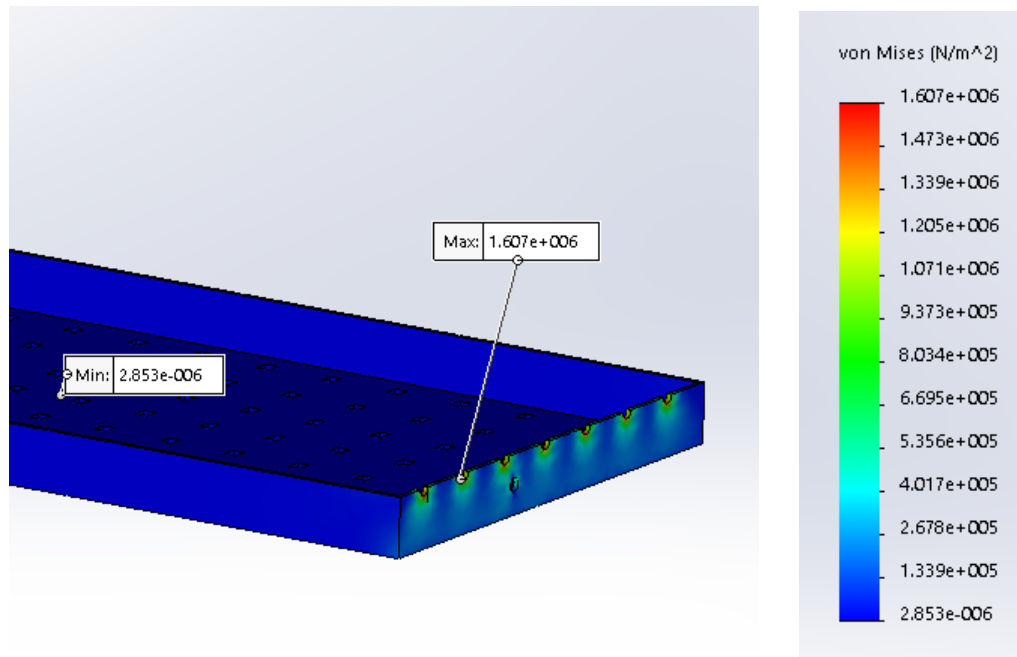 Max: 1.607e+006
Min: 2.853e-006
von Mises (N/m^2)
1.607e+006
1.473e+006
1.339e+006
1.205e+006
1.071e+006
9.373e+005
8.034e+005
6.695e+005
5.356e+005
4.017e+005
2.678e+005
1.339e+005
2.853e-006